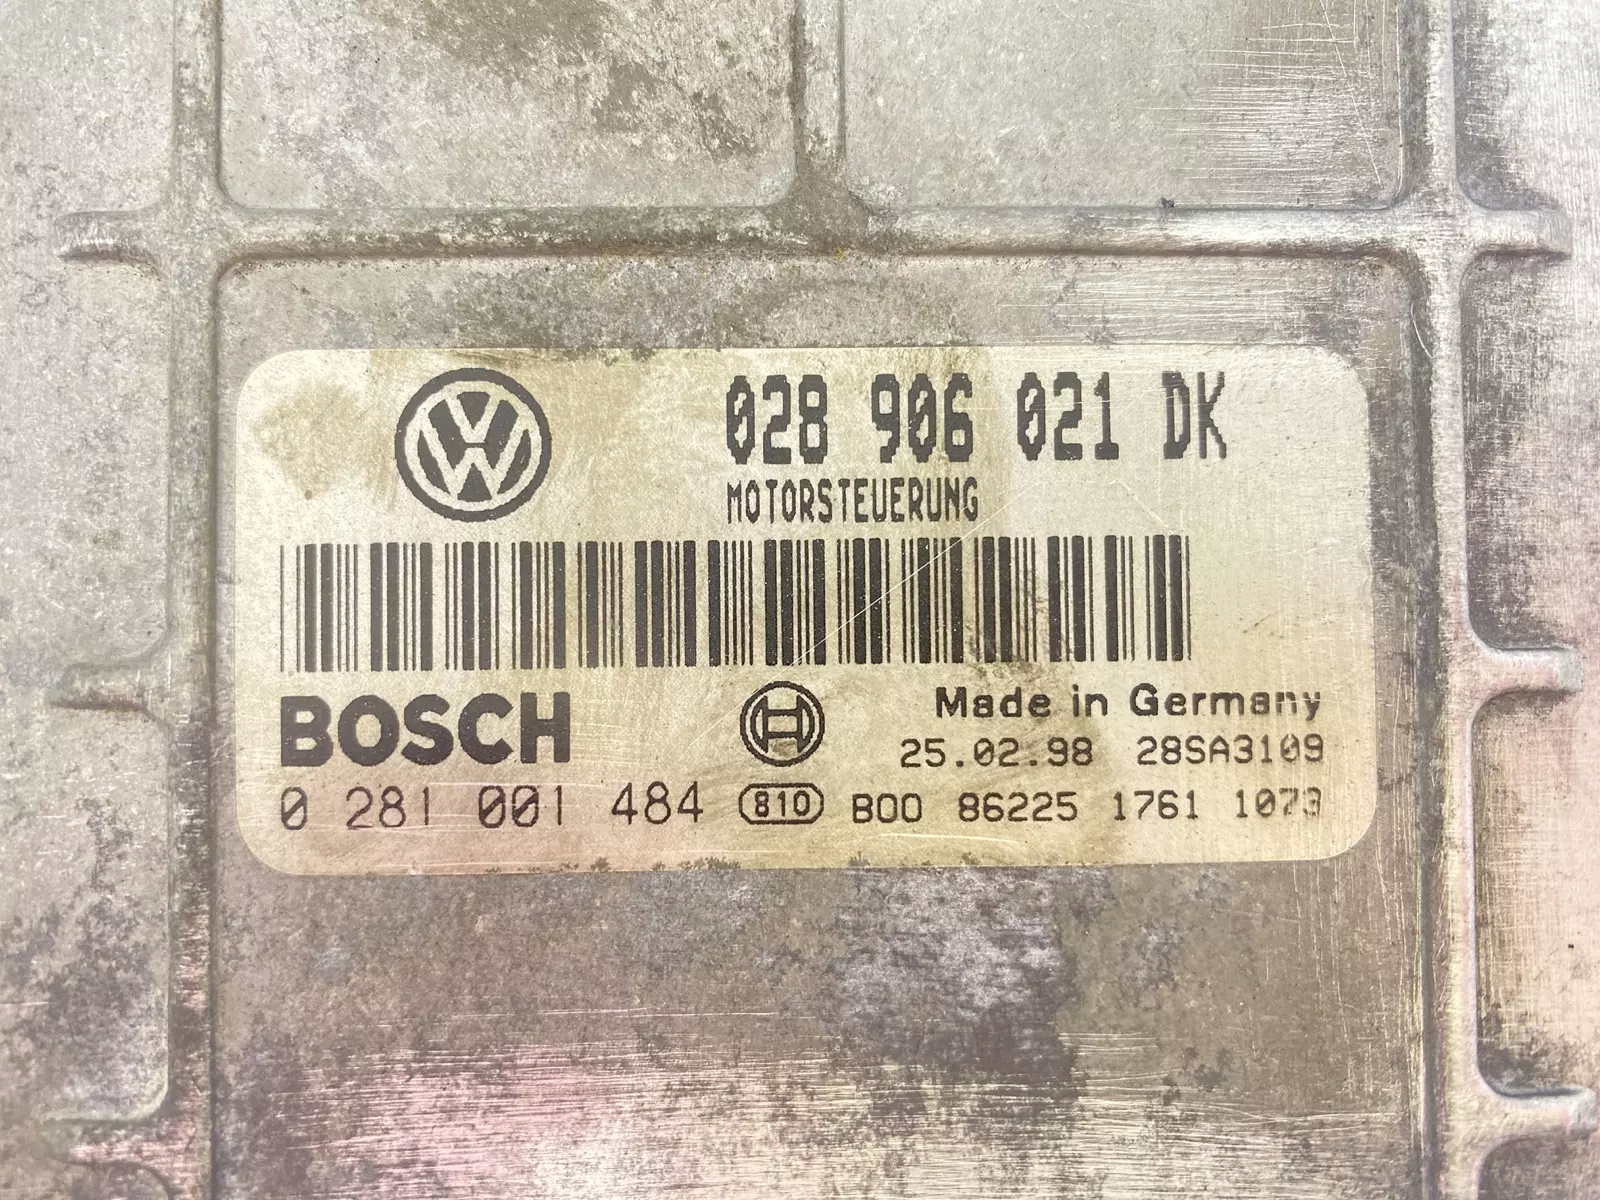 028 906 021 DK
MOTORSTEUERUNG
BOSCH
Made in Germany
25.02.98 28SA3109
0 281 001 484 810 B00 86225 1761 1073